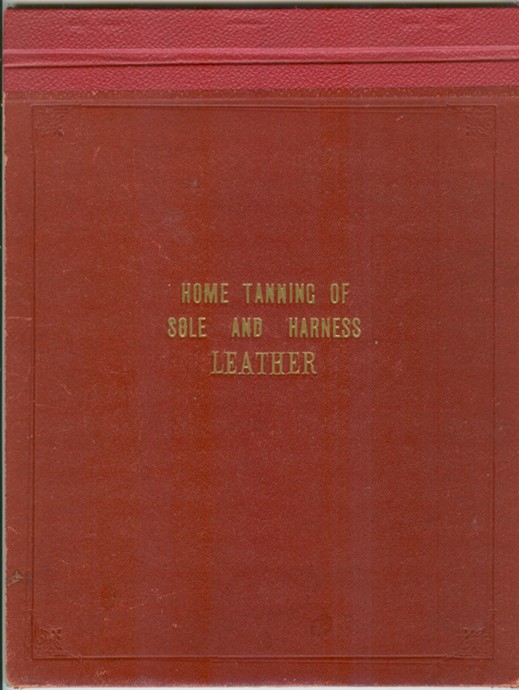 HOME TANNING OF
SOLE AND HARNESS
LEATHER